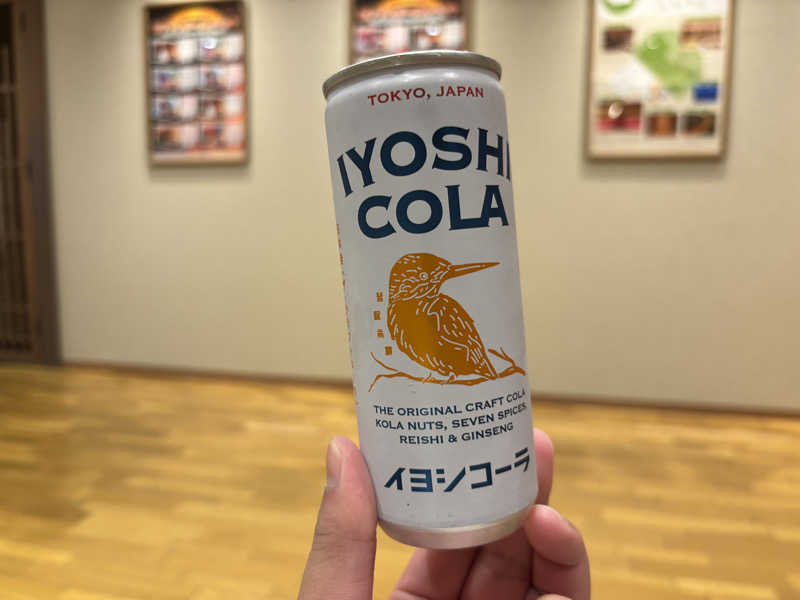 TOKYO, JAPAN
IYOSHI
COLA
THE ORIGINAL CRAFT COLA
KOLA NUTS, SEVEN SPICES,
REISHI & GINSENG
イヨシコーラ